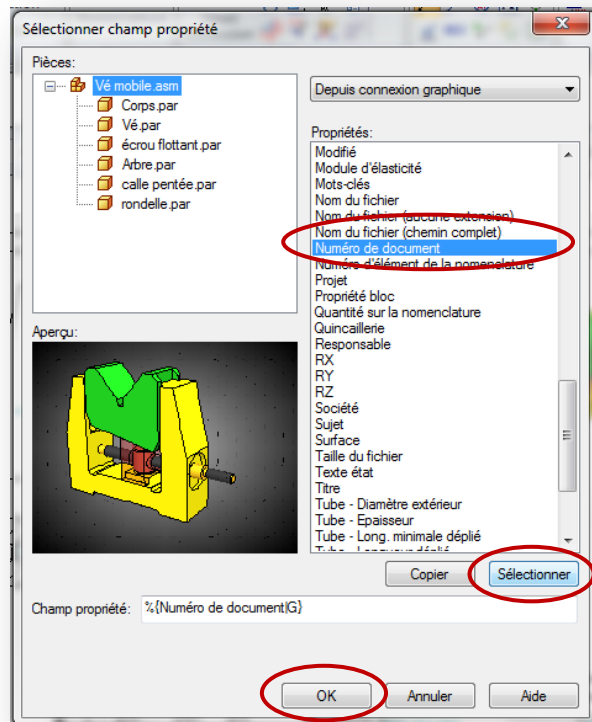 Sélectionner champ propriété
Pièces:
Vé mobile.asm
Corps.par
Vé.par
écrou flottant.par
Arbre.par
calle pentée.par
rondelle.par
Depuis connexion graphique
Propriétés:
Modifié
Module d'élasticité
Mots-clés
Nom du fichier
Nom du fichier (aucune extension)
Nom du fichier (chemin complet)
Numéro de document
Numéro d'élément de la nomenclature
Projet
Propriété bloc
Quantité sur la nomenclature
Quincaillerie
Responsable
RX
RY
RZ
Société
Sujet
Surface
Taille du fichier
Texte état
Titre
Tube - Diamètre extérieur
Tube - Epaisseur
Tube - Long. minimale déplié
Tube - Longueur déplié
Aperçu:
Copier
Sélectionner
Champ propriété: %{Numéro de document|G}
OK
Annuler
Aide